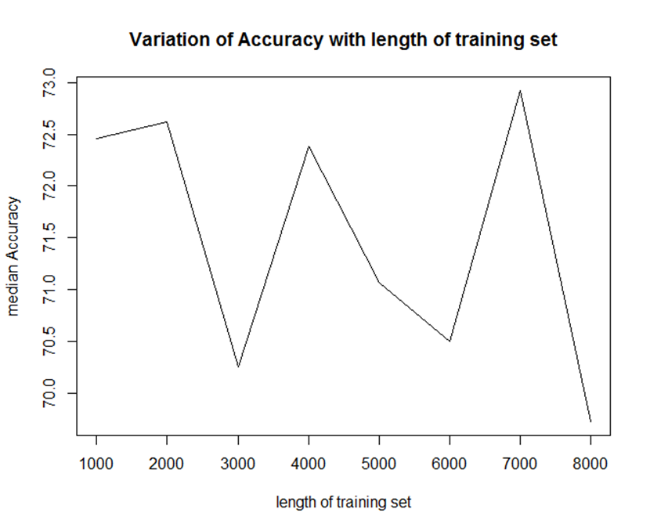 Variation of Accuracy with length of training set
73.0
72.5
72.0
71.5
71.0
70.5
70.0
median Accuracy
1000 2000 3000 4000 5000 6000 7000 8000
length of training set